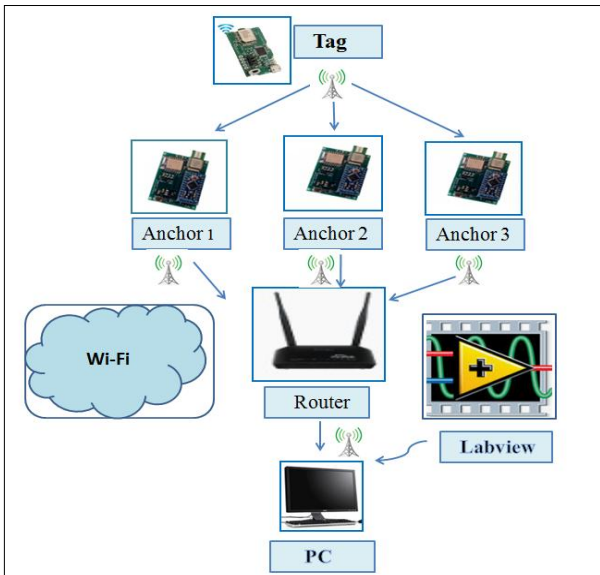 Tag
Anchor 1
Anchor 2
Anchor 3
Wi-Fi
Router
Labview
PC